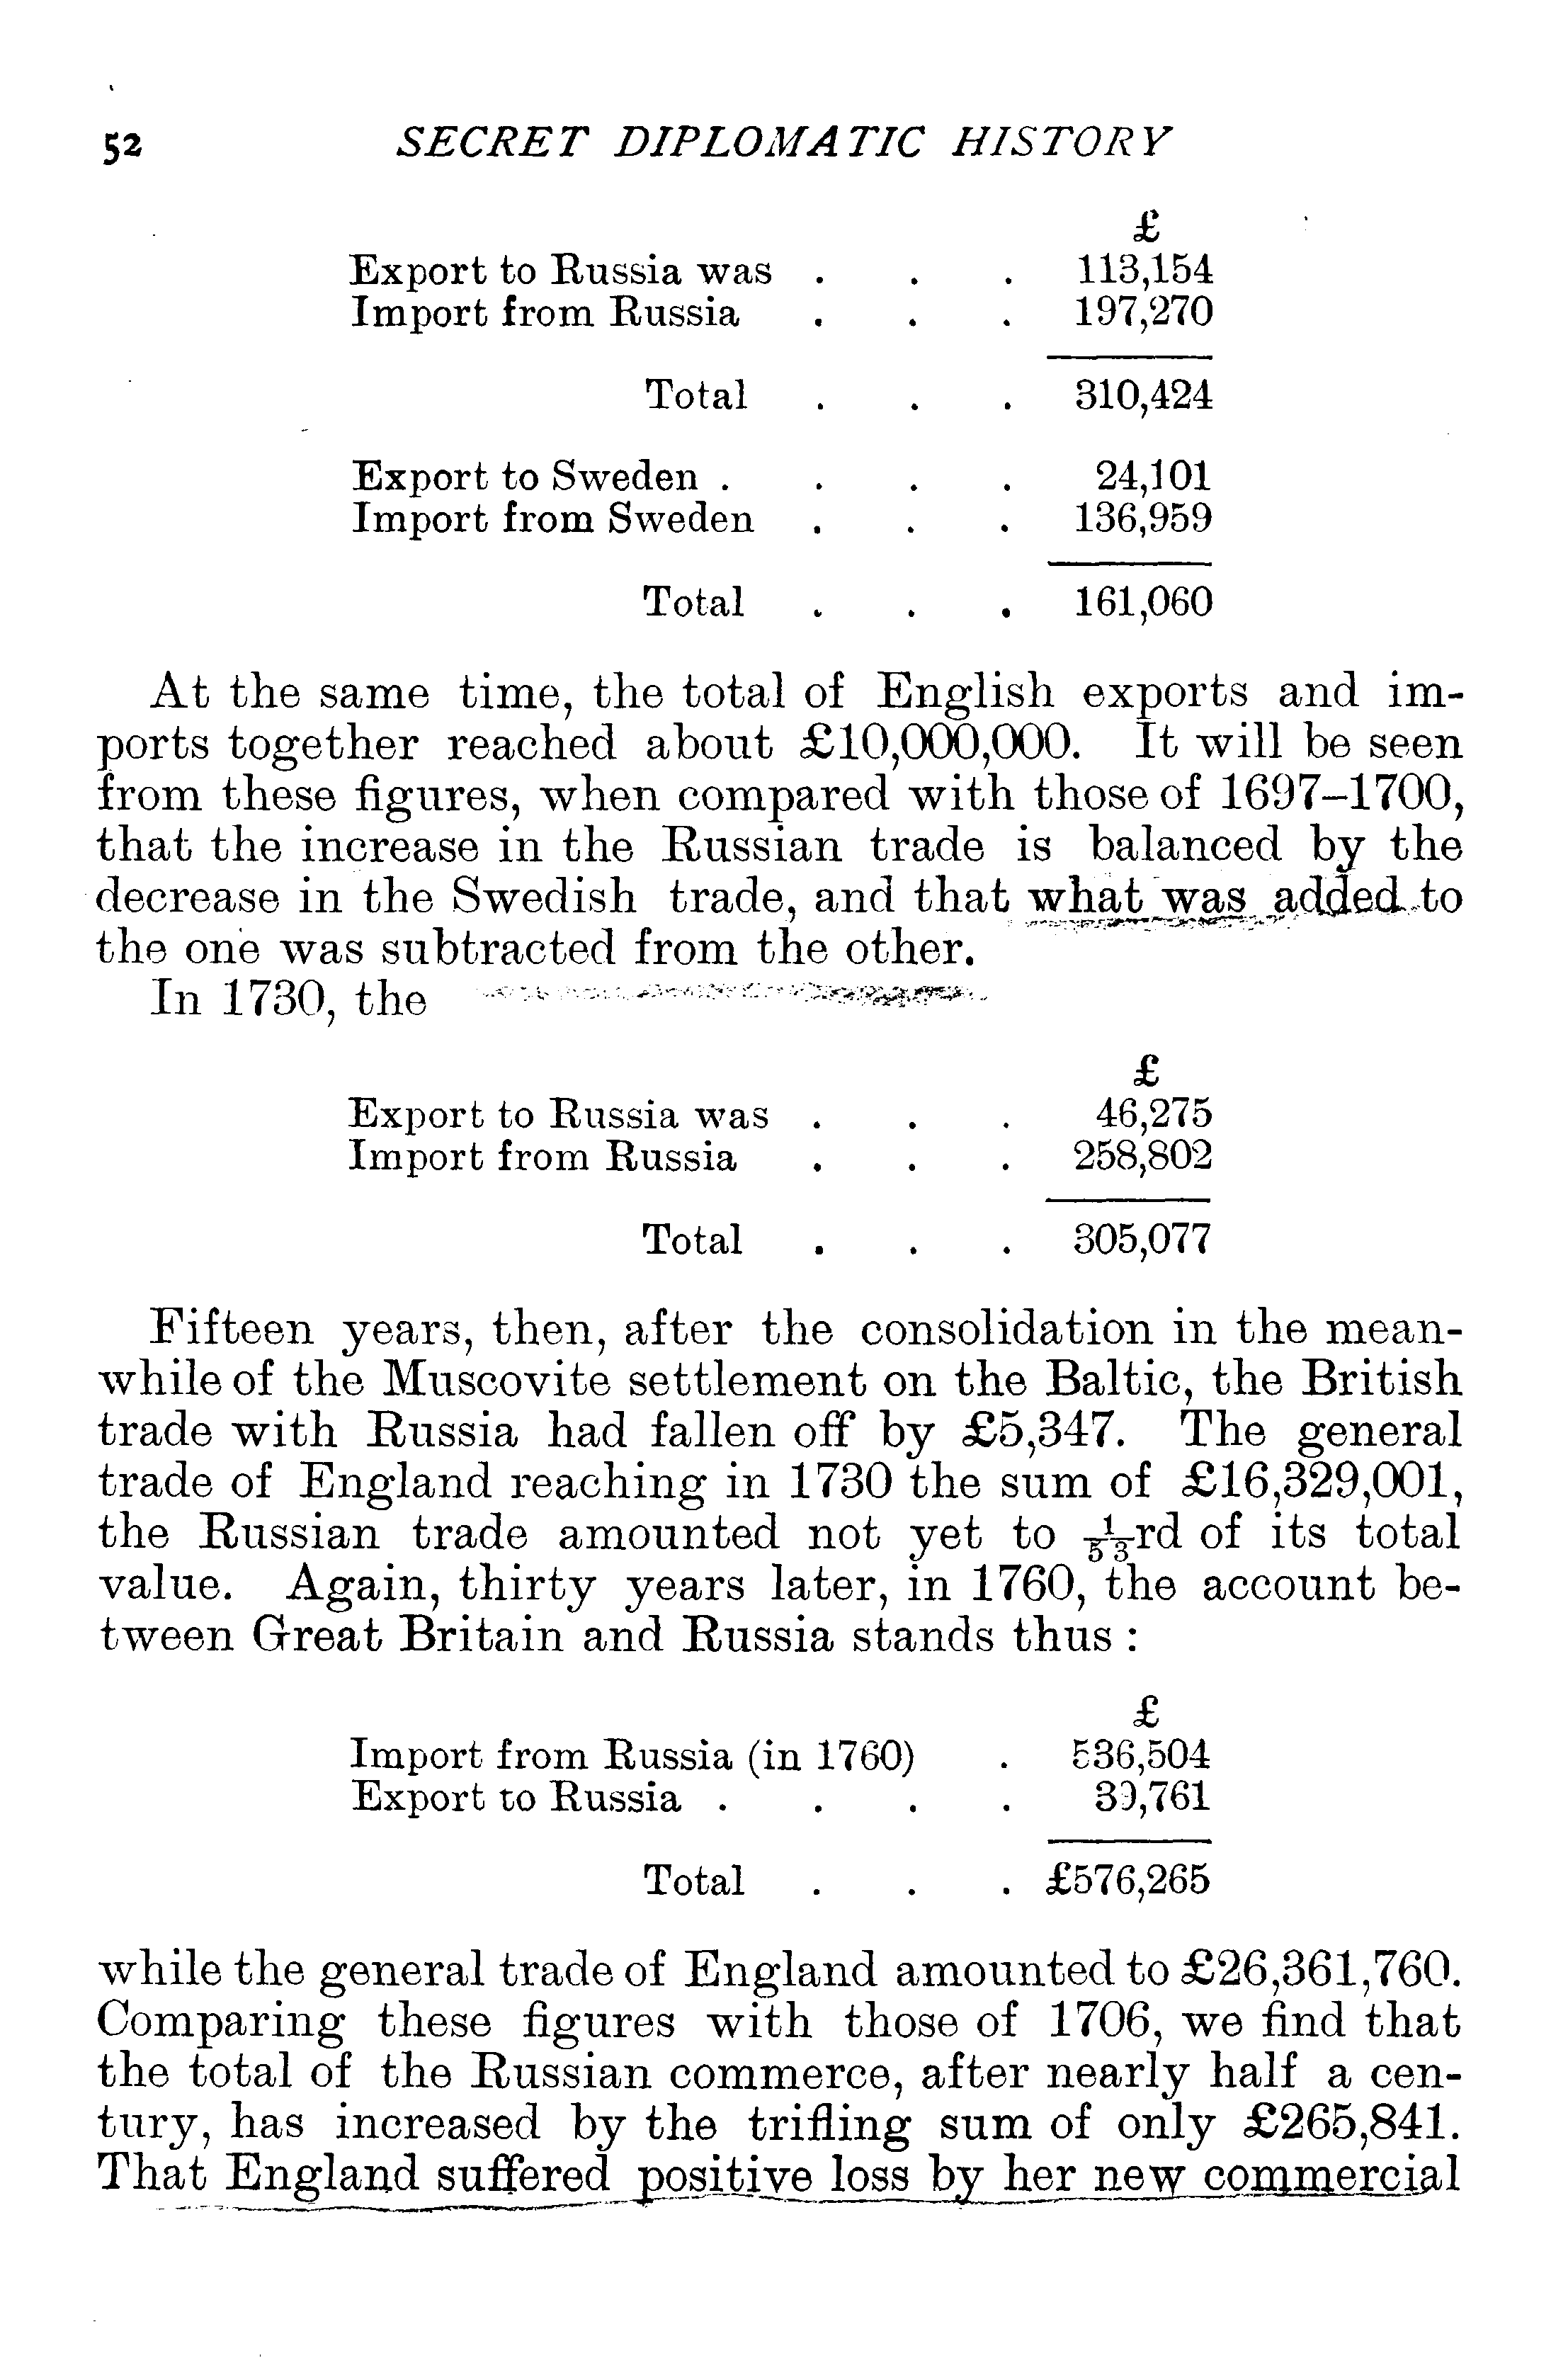 52 SECRET DIPLOMATIC HISTORY
£
Export to Russia was . . . 113,154
Import from Russia . . . 197,270
Total . . . 310,424
Export to Sweden . . . . 24,101
Import from Sweden . . . 136,959
Total . . . 161,060
At the same time, the total of English exports and im-
ports together reached about £10,000,000. It will be seen
from these figures, when compared with those of 1697–1700,
that the increase in the Russian trade is balanced by the
decrease in the Swedish trade, and that what was added to
the one was subtracted from the other.
In 1730, the
£
Export to Russia was . . . 46,275
Import from Russia . . . 258,802
Total . . . 305,077
Fifteen years, then, after the consolidation in the mean-
while of the Muscovite settlement on the Baltic, the British
trade with Russia had fallen off by £5,347. The general
trade of England reaching in 1730 the sum of £16,329,001,
the Russian trade amounted not yet to 1/53rd of its total
value. Again, thirty years later, in 1760, the account be-
tween Great Britain and Russia stands thus :
£
Import from Russia (in 1760) . 536,504
Export to Russia . . . . 39,761
Total . . . £576,265
while the general trade of England amounted to £26,361,760.
Comparing these figures with those of 1706, we find that
the total of the Russian commerce, after nearly half a cen-
tury, has increased by the trifling sum of only £265,841.
That England suffered positive loss by her new commercial